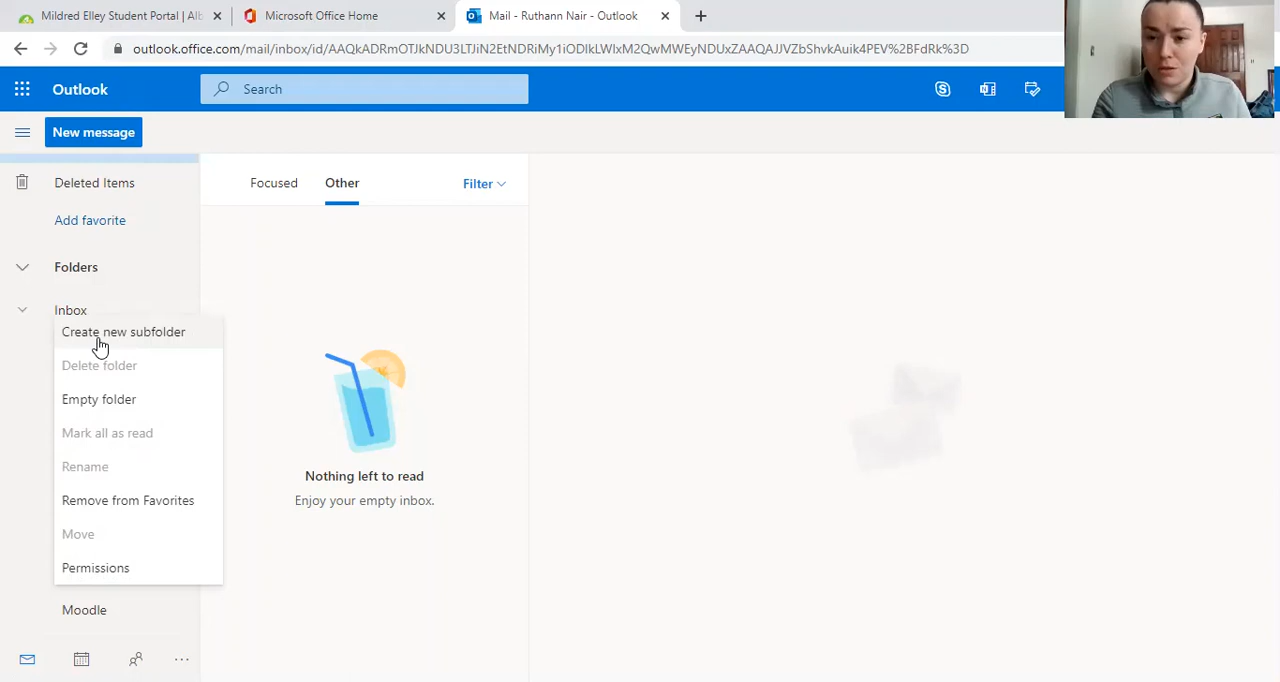 Mildred Elley Student Portal | Alb
Microsoft Office Home
Mail - Ruthann Nair - Outlook
outlook.office.com/mail/inbox/id/AAQkADRmOTJkNDU3LTJiN2EtNDRiMy1iODlkLWIxM2QwMWEyNDUxZAAQAJJVZbShvkAuik4PEV%2BFdRk%3D
Outlook
Search
New message
Deleted Items
Focused
Other
Filter
Add favorite
Folders
Inbox
Create new subfolder
Delete folder
Empty folder
Mark all as read
Rename
Remove from Favorites
Move
Permissions
Moodle
Nothing left to read
Enjoy your empty inbox.